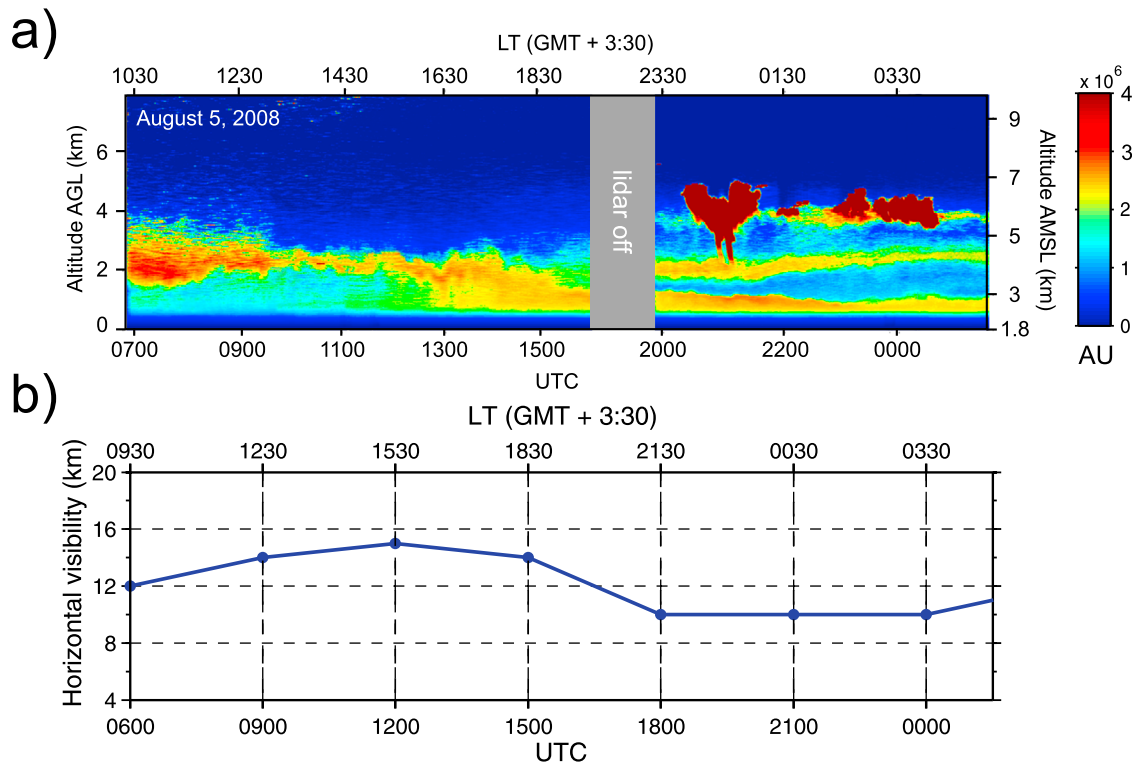 a)
LT (GMT + 3:30)
1030 1230 1430 1630 1830 2330 0130 0330
x 10⁶
August 5, 2008
lidar off
Altitude AGL (km)
6
4
2
0
Altitude AMSL (km)
9
7
5
3
1.8
4
3
2
1
0
AU
0700 0900 1100 1300 1500 2000 2200 0000
UTC
b)
LT (GMT + 3:30)
0930 1230 1530 1830 2130 0030 0330
Horizontal visibility (km)
20
16
12
8
4
0600 0900 1200 1500 1800 2100 0000
UTC